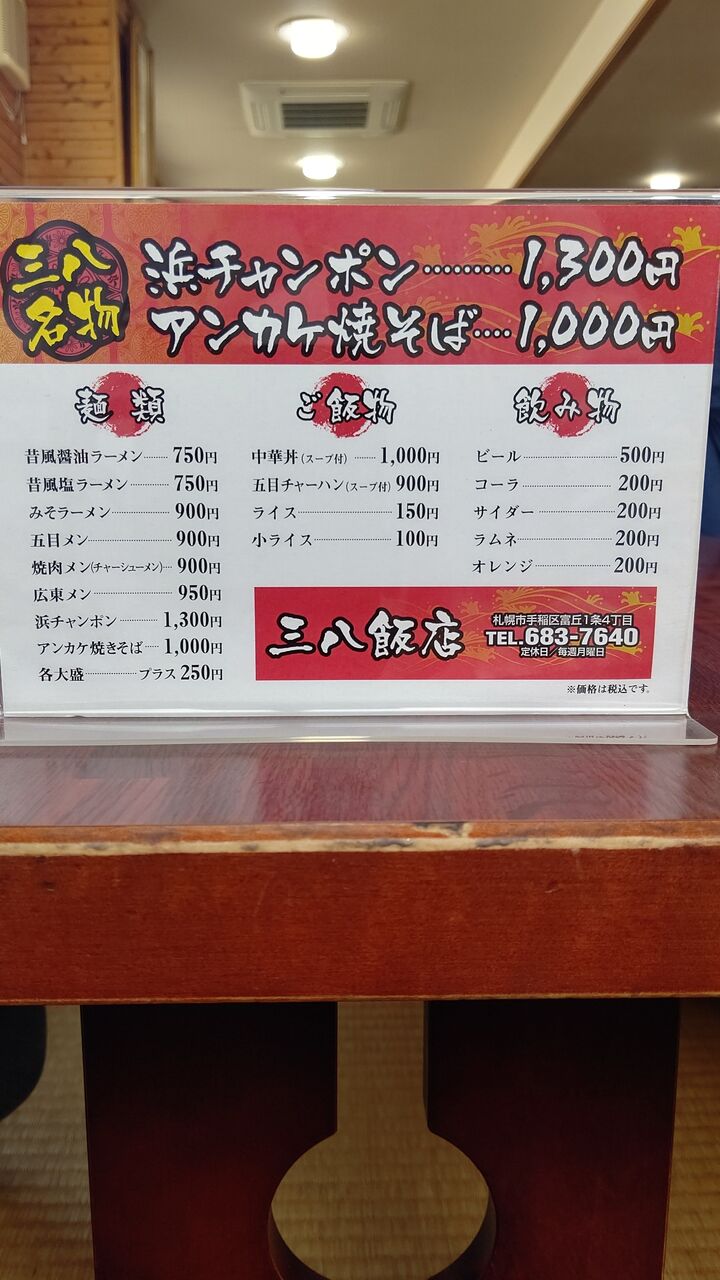 三八
名物
浜チャンポン………1,300円
アンカケ焼そば….1,000円
麺類
昔風醤油ラーメン……750円
昔風塩ラーメン………750円
みそラーメン…………900円
五目メン………………900円
焼肉メン(チャーシューメン)…900円
広東メン………………950円
浜チャンポン………1,300円
アンカケ焼きそば…1,000円
各大盛…………プラス250円
ご飯物
中華丼(スープ付)……1,000円
五目チャーハン(スープ付)900円
ライス…………………150円
小ライス………………100円
飲み物
ビール…………………500円
コーラ…………………200円
サイダー………………200円
ラムネ…………………200円
オレンジ………………200円
三八飯店
札幌市手稲区富丘1条4丁目
TEL.683-7640
定休日/毎週月曜日
※価格は税込です。